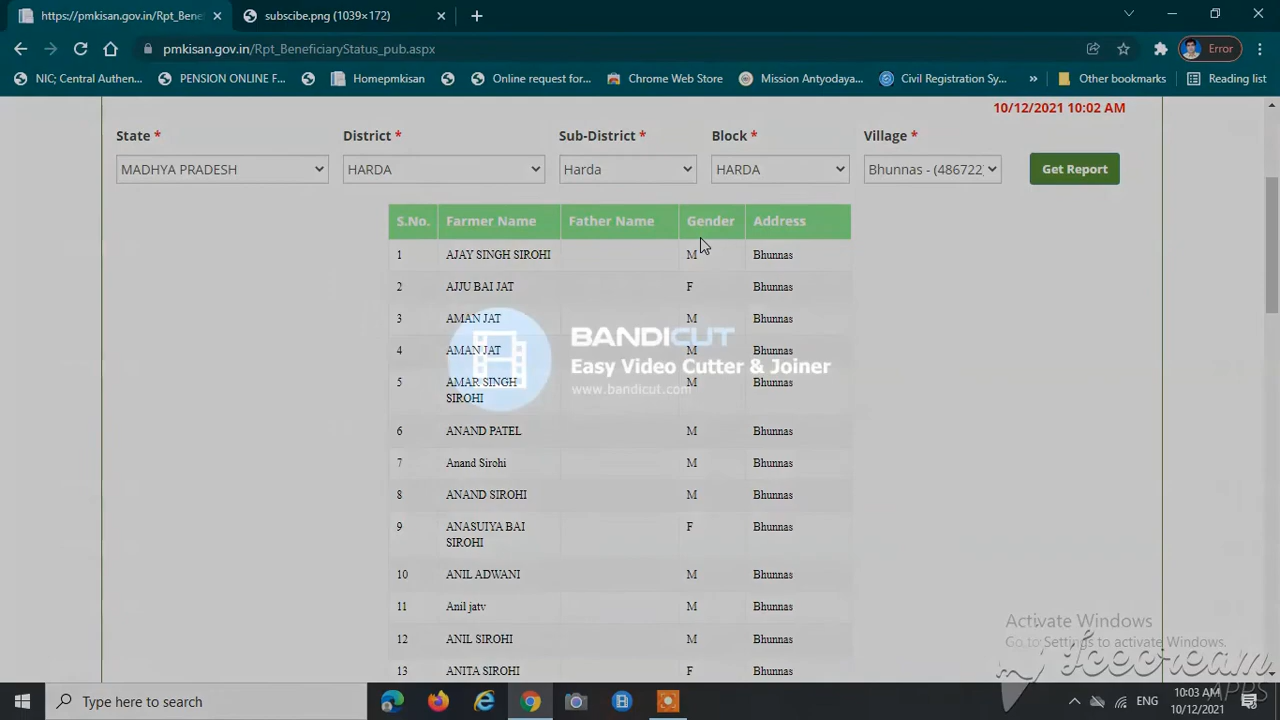 https://pmkisan.gov.in/Rpt_Bene
subscibe.png (1039×172)
pmkisan.gov.in/Rpt_BeneficiaryStatus_pub.aspx
Error
NIC; Central Authen...
PENSION ONLINE F...
Homepmkisan
Online request for...
Chrome Web Store
Mission Antyodaya...
Civil Registration Sy...
»
Other bookmarks
Reading list
10/12/2021 10:02 AM
State * District * Sub-District * Block * Village *
MADHYA PRADESH HARDA Harda HARDA Bhunnas - (486722) Get Report
S.No. Farmer Name Father Name Gender Address
1 AJAY SINGH SIROHI M Bhunnas
2 AJJU BAI JAT F Bhunnas
3 AMAN JAT M Bhunnas
4 AMAN JAT M Bhunnas
5 AMAR SINGH M Bhunnas
SIROHI
BANDICUT
Easy Video Cutter & Joiner
www.bandicut.com
6 ANAND PATEL M Bhunnas
7 Anand Sirohi M Bhunnas
8 ANAND SIROHI M Bhunnas
9 ANASUIYA BAI F Bhunnas
SIROHI
10 ANIL ADWANI M Bhunnas
11 Anil jatv M Bhunnas
12 ANIL SIROHI M Bhunnas
13 ANITA SIROHI F Bhunnas
Activate Windows
Go to Settings to activate Windows.
Icecream
APPS
Type here to search
ENG
10:03 AM
10/12/2021